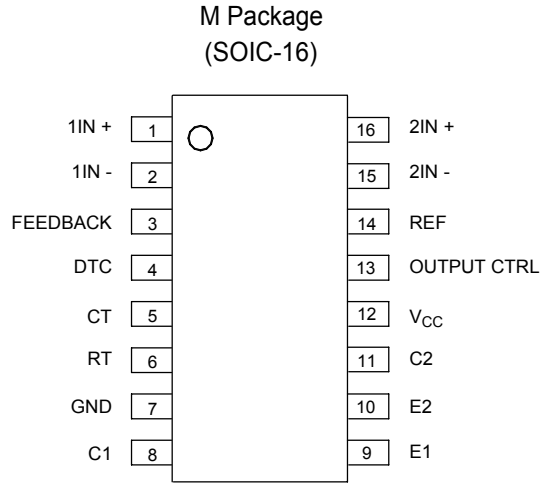 M Package
(SOIC-16)
1IN + 1 16 2IN +
1IN - 2 15 2IN -
FEEDBACK 3 14 REF
DTC 4 13 OUTPUT CTRL
CT 5 12 VCC
RT 6 11 C2
GND 7 10 E2
C1 8 9 E1